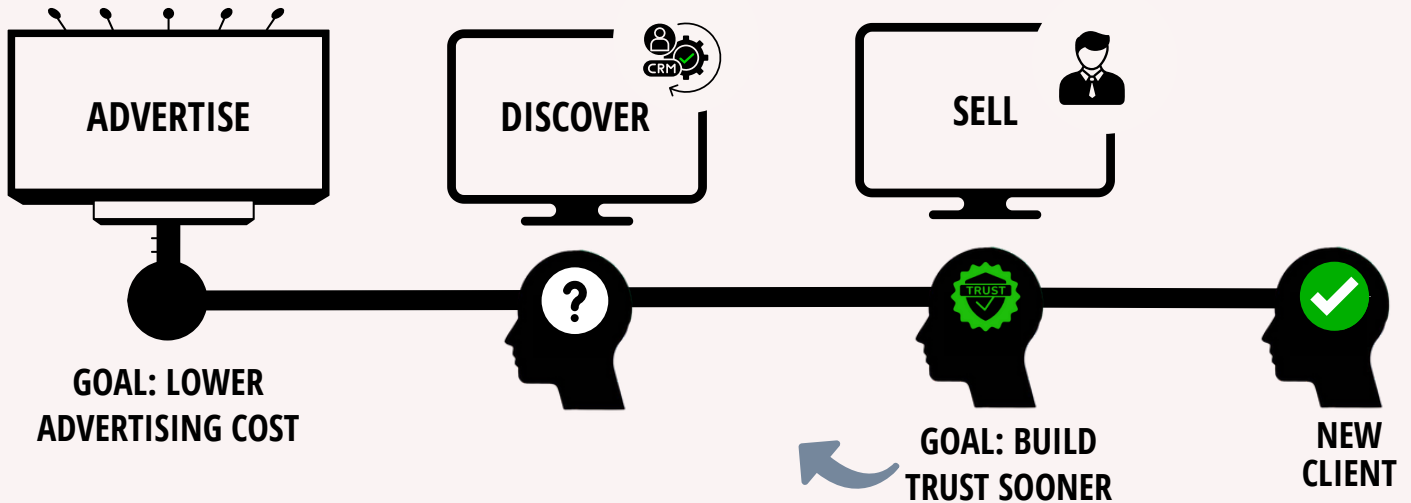 ADVERTISE
DISCOVER
CRM
SELL
?
TRUST
GOAL: LOWER
ADVERTISING COST
GOAL: BUILD
TRUST SOONER
NEW
CLIENT